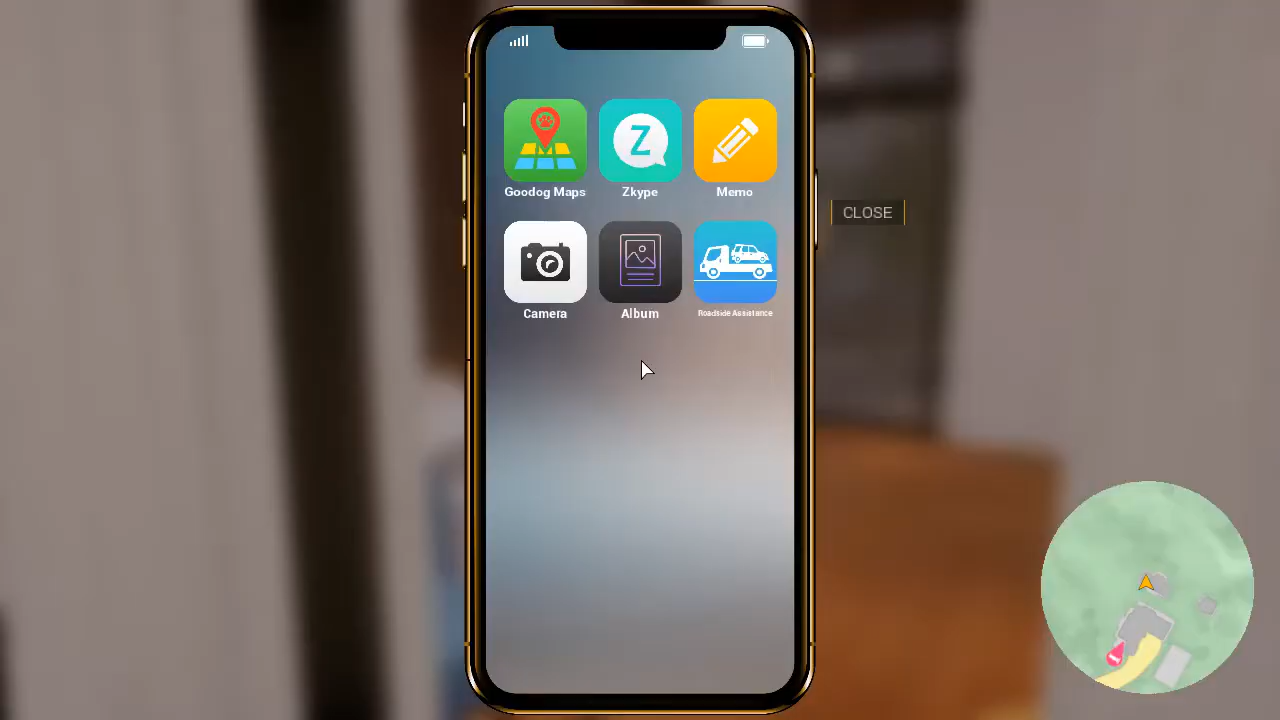 Goodog Maps
Z
Zkype
Memo
CLOSE
Camera
Album
Roadside Assistance